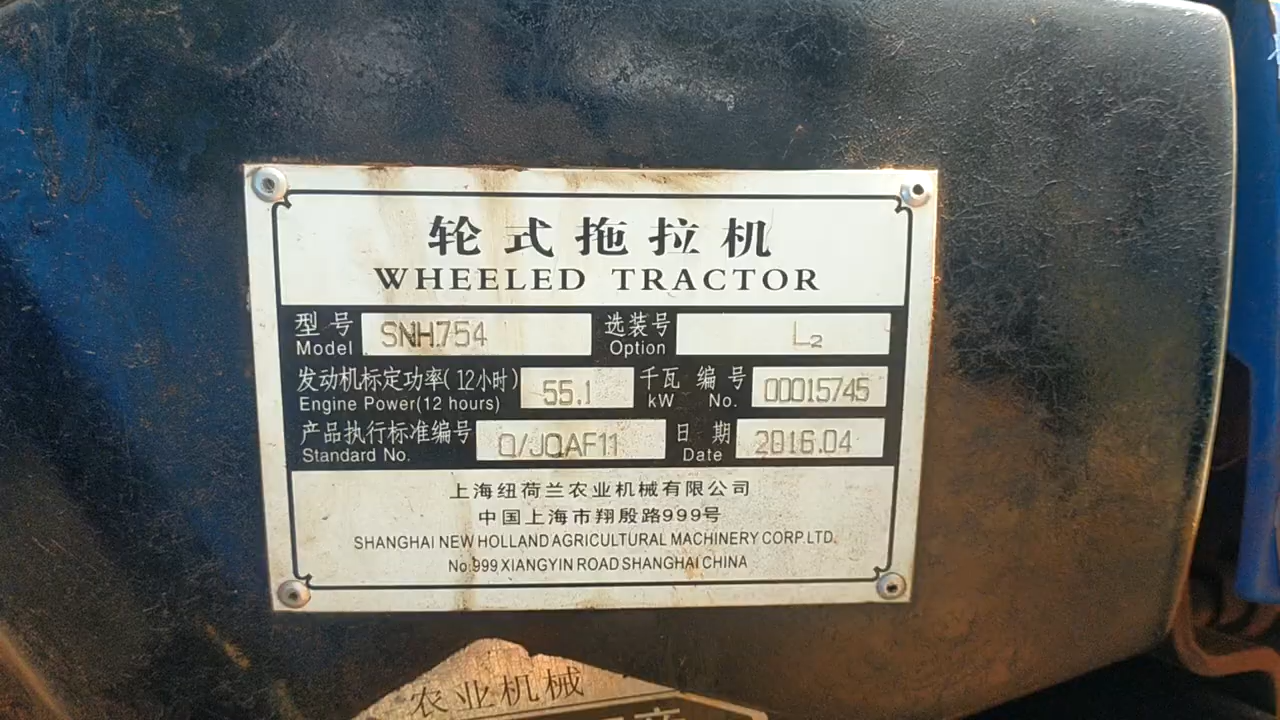 轮式拖拉机
WHEELED TRACTOR
型号 SNH754 选装号 L2
Model Option
发动机标定功率(12小时) 55.1 千瓦 编号 00015745
Engine Power(12 hours) kW No.
产品执行标准编号 Q/JQAF11 日期 2016.04
Standard No. Date
上海纽荷兰农业机械有限公司
中国上海市翔殷路999号
SHANGHAI NEW HOLLAND AGRICULTURAL MACHINERY CORP.LTD.
No.999 XIANGYIN ROAD SHANGHAI CHINA
农业机械